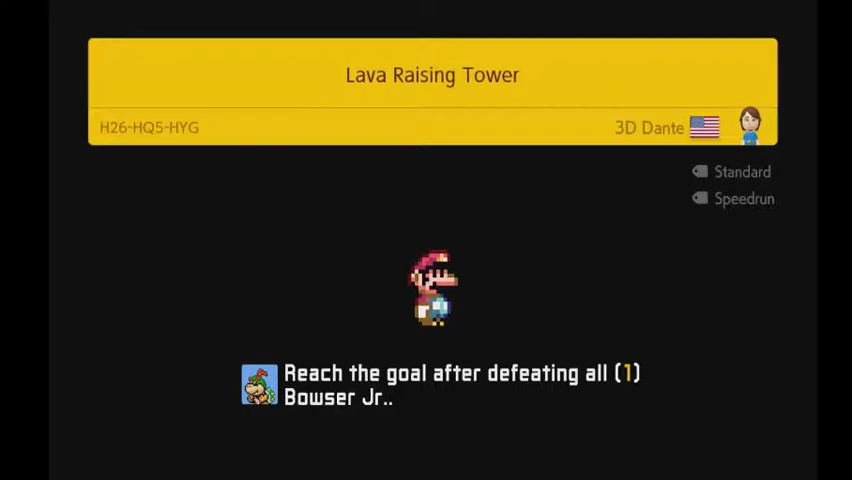 Lava Raising Tower
H26-HQ5-HYG
3D Dante
Standard
Speedrun
Reach the goal after defeating all (1)
Bowser Jr..